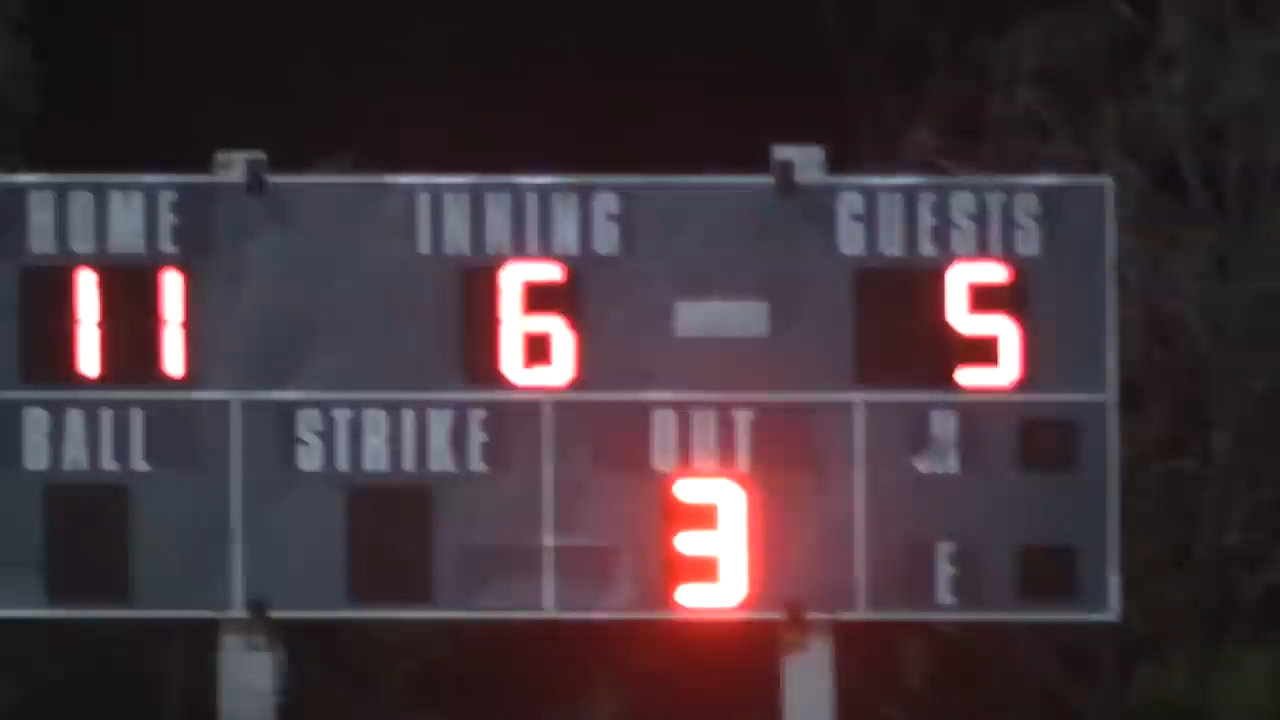 HOME INNING GUESTS
11 6 5
BALL STRIKE OUT H
3
E